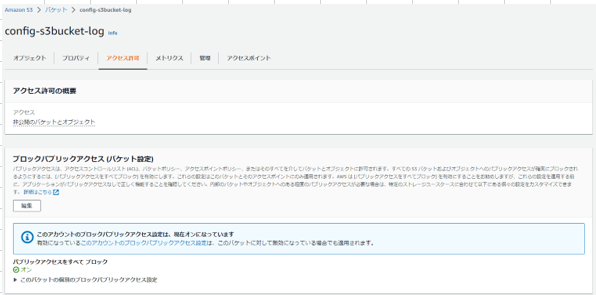 Amazon S3 > バケット > config-s3bucket-log
config-s3bucket-log Info
オブジェクト プロパティ アクセス許可 メトリクス 管理 アクセスポイント
アクセス許可の概要
アクセス
非公開のバケットとオブジェクト
ブロックパブリックアクセス (バケット設定)
パブリックアクセスは、アクセスコントロールリスト (ACL)、バケットポリシー、アクセスポイントポリシー、またはそのすべてを介してバケットとオブジェクトに許可されます。すべての S3 バケットおよびオブジェクトへのパブリックアクセスが確実にブロックされ
るようにするには、[パブリックアクセスをすべてブロック] を有効にします。これらの設定はこのバケットとそのアクセスポイントにのみ適用されます。AWS は [パブリックアクセスをすべてブロック] を有効にすることをお勧めしますが、これらの設定を適用する前
に、アプリケーションがパブリックアクセスなしで正しく機能することを確認してください。内部のバケットやオブジェクトへのある程度のパブリックアクセスが必要な場合は、特定のストレージユースケースに合わせて以下にある個々の設定をカスタマイズできま
す。 詳細はこちら
編集
このアカウントのブロックパブリックアクセス設定は、現在オンになっています
有効になっているこのアカウントのブロックパブリックアクセス設定は、このバケットに対して無効になっている場合でも適用されます。
パブリックアクセスをすべて ブロック
オン
このバケットの個別のブロックパブリックアクセス設定